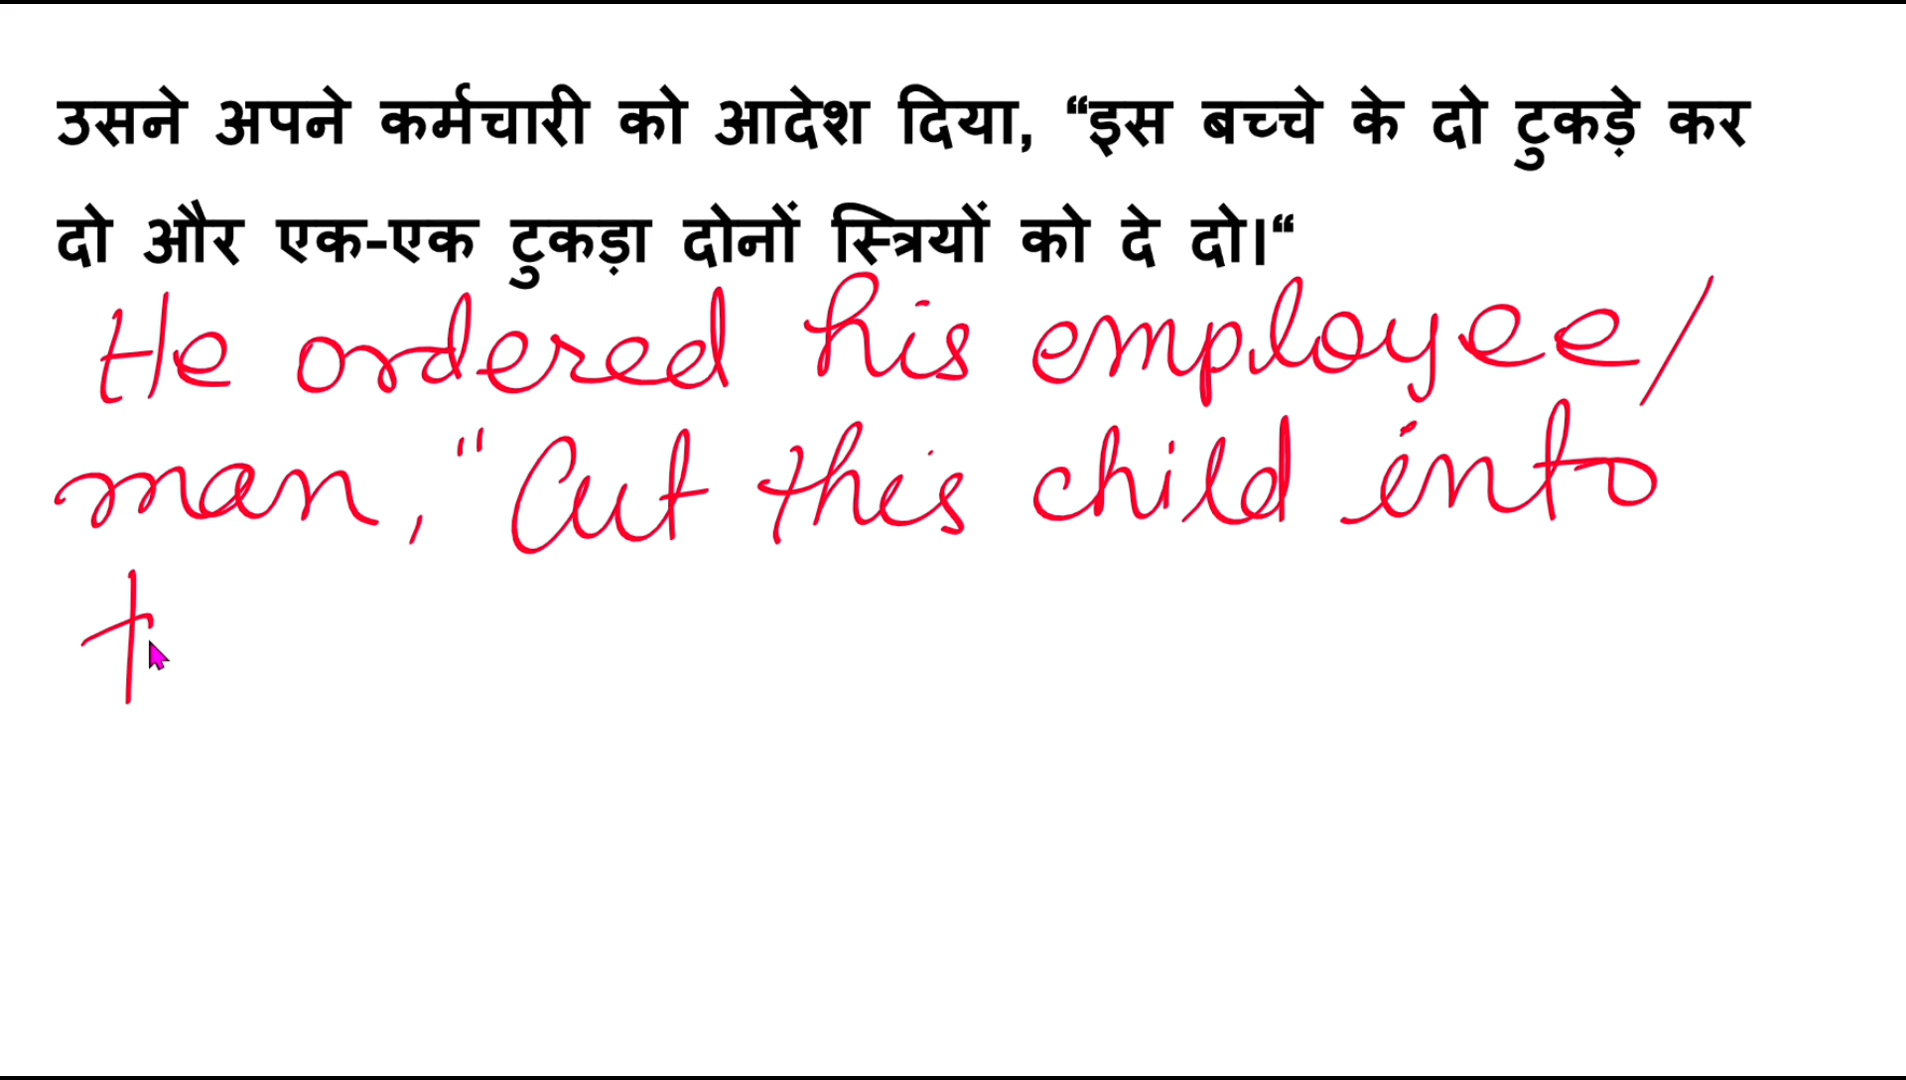 उसने अपने कर्मचारी को आदेश दिया, “इस बच्चे के दो टुकड़े कर
दो और एक-एक टुकड़ा दोनों स्त्रियों को दे दो।“
He ordered his employee/
man, "Cut this child into
t